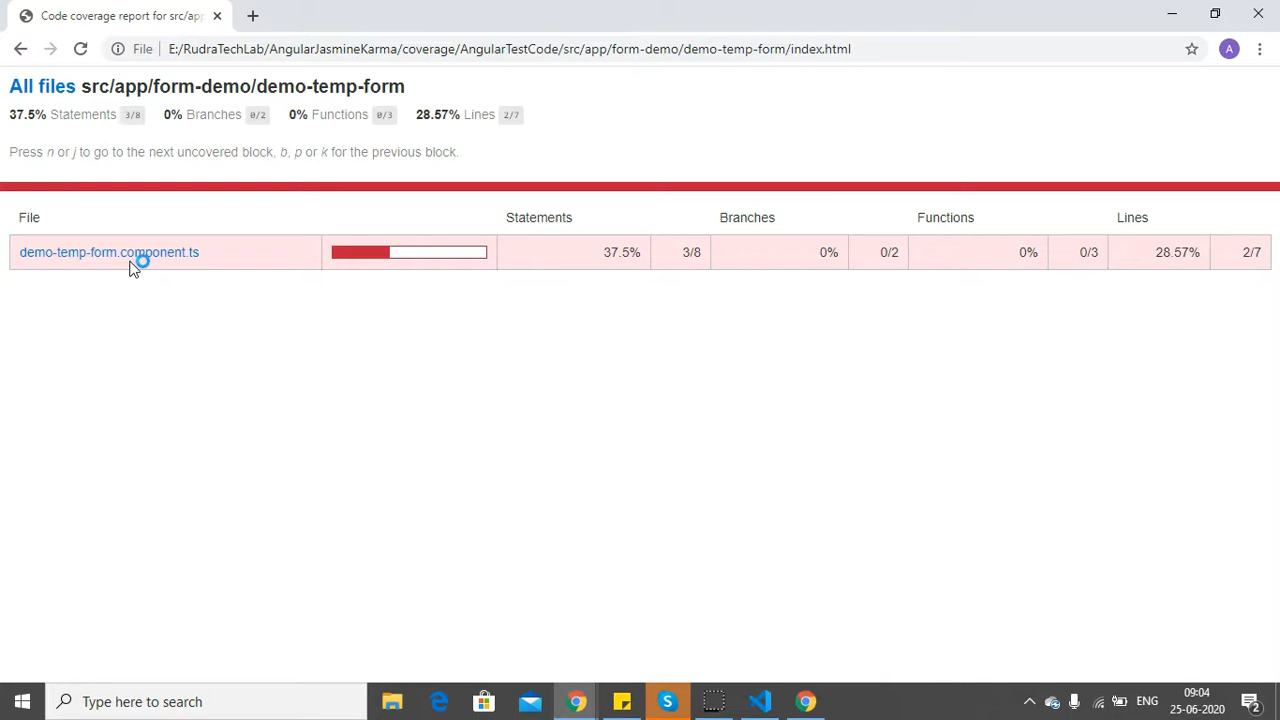 Code coverage report for src/app
File E:/RudraTechLab/AngularJasmineKarma/coverage/AngularTestCode/src/app/form-demo/demo-temp-form/index.html A
All files src/app/form-demo/demo-temp-form
37.5% Statements 3/8 0% Branches 0/2 0% Functions 0/3 28.57% Lines 2/7
Press n or j to go to the next uncovered block, b, p or k for the previous block.
File Statements Branches Functions Lines
demo-temp-form.component.ts 37.5% 3/8 0% 0/2 0% 0/3 28.57% 2/7
Type here to search ENG 09:04
25-06-2020 2